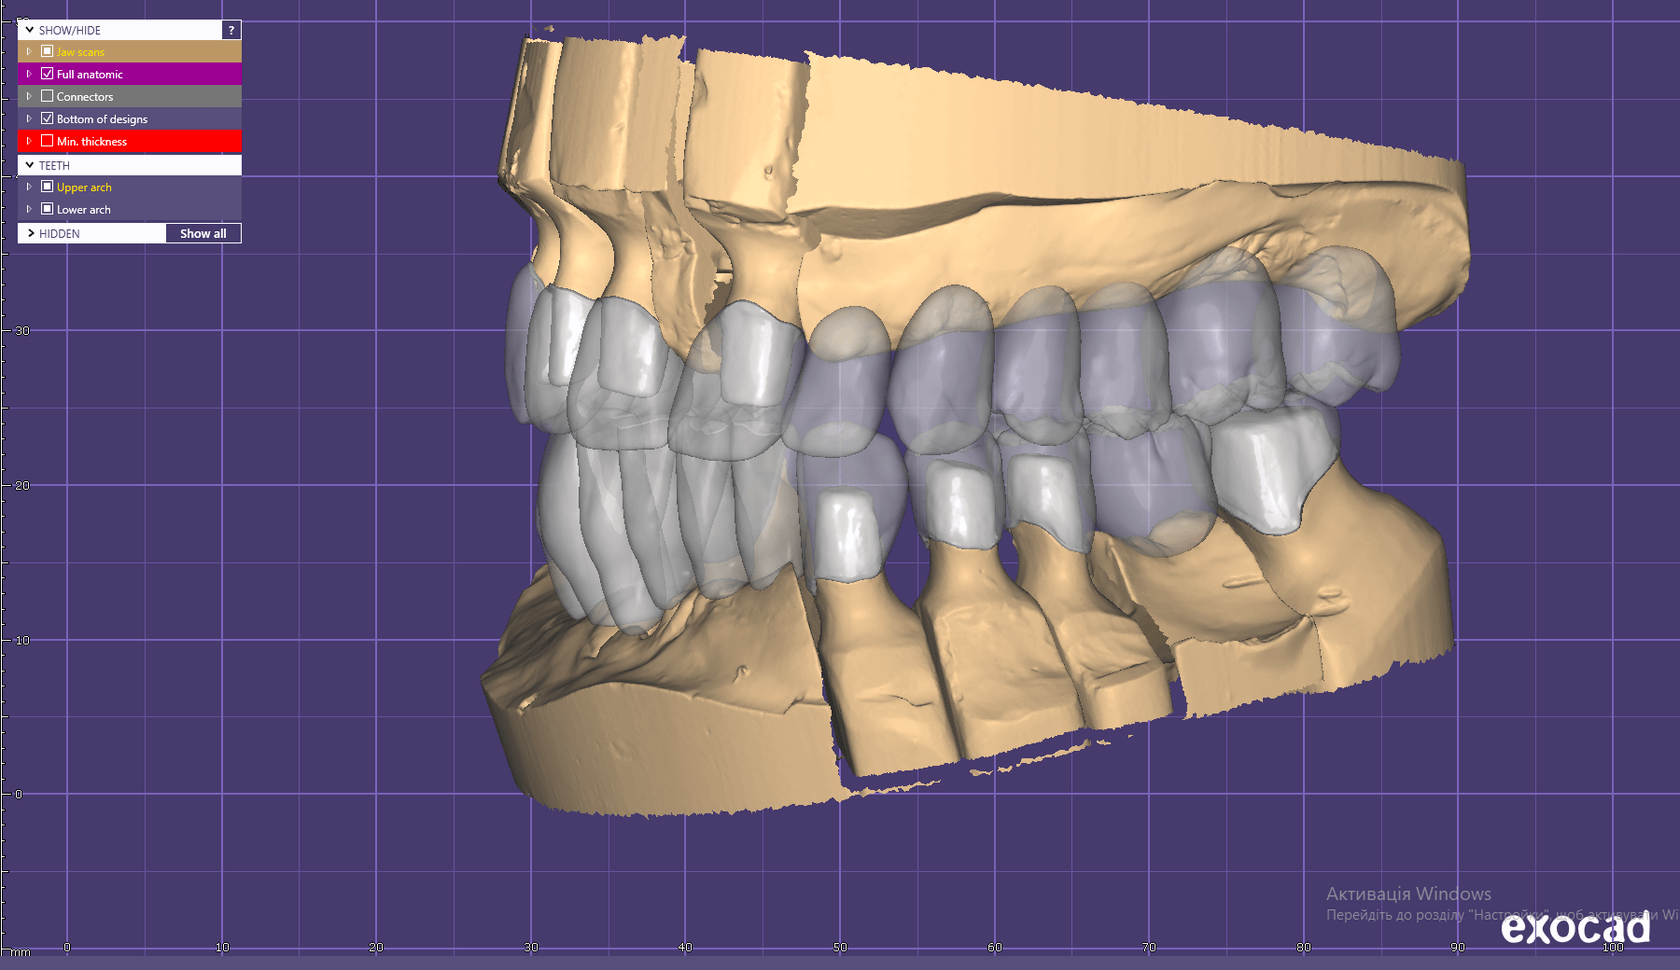 SHOW/HIDE ?
Jaw scans
Full anatomic
Connectors
Bottom of designs
Min. thickness
TEETH
Upper arch
Lower arch
HIDDEN Show all
30
20
10
0
Активація Windows
Перейдіть до розділу "Настройки", щоб активувати Wi
exocad
mm 0 10 20 30 40 50 60 70 80 90 100